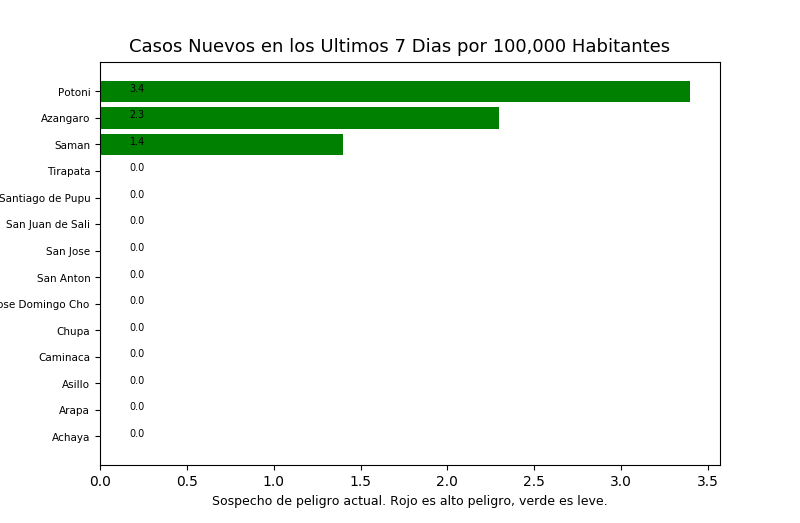 Casos Nuevos en los Ultimos 7 Dias por 100,000 Habitantes
Potoni 3.4
Azangaro 2.3
Saman 1.4
Tirapata 0.0
Santiago de Pupu 0.0
San Juan de Sali 0.0
San Jose 0.0
San Anton 0.0
Domingo Cho 0.0
Chupa 0.0
Caminaca 0.0
Asillo 0.0
Arapa 0.0
Achaya 0.0
0.0 0.5 1.0 1.5 2.0 2.5 3.0 3.5
Sospecho de peligro actual. Rojo es alto peligro, verde es leve.